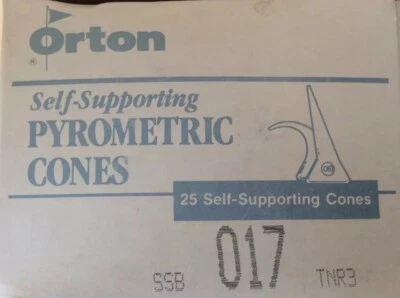 Orton
®
Self-Supporting
PYROMETRIC
CONES
25 Self-Supporting Cones
SSB 017 TNR3